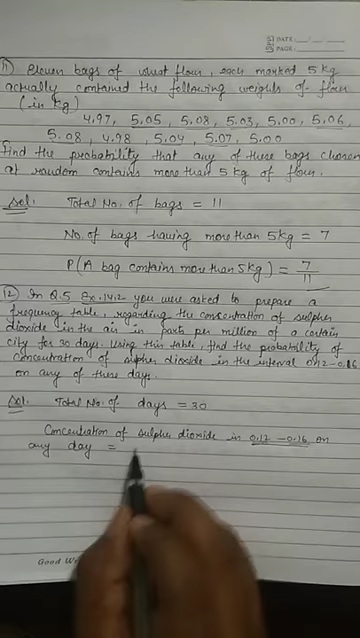 DATE: __/__/__
PAGE:
11) Eleven bags of wheat flour, each marked 5 kg
actually contained the following weights of flour
(in kg)
4.97, 5.05, 5.08, 5.03, 5.00, 5.06,
5.08, 4.98, 5.04, 5.07, 5.00
Find the probability that any of these bags chosen
at random contains more than 5 kg of flour.
Sol. Total No. of bags = 11
No. of bags having more than 5kg = 7
P(A bag contains more than 5kg) = 7/11
12) In Q.5 Ex. 14.2 you were asked to prepare a
frequency table, regarding the concentration of sulpher
dioxide in the air in parts per million of a certain
city for 30 days. Using this table, find the probability of
concentration of sulpher dioxide in the interval 0.12-0.16
on any of these days.
Sol. Total No. of days = 30
Concentration of sulphur dioxide in 0.12 - 0.16 on
any day =
Good